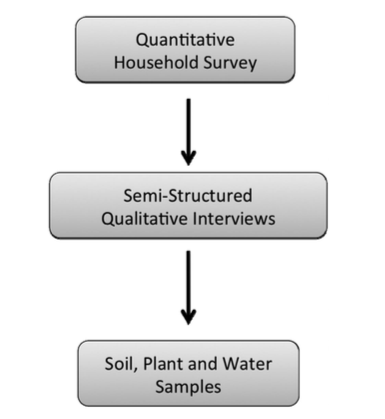 Quantitative
Household Survey
Semi-Structured
Qualitative Interviews
Soil, Plant and Water
Samples